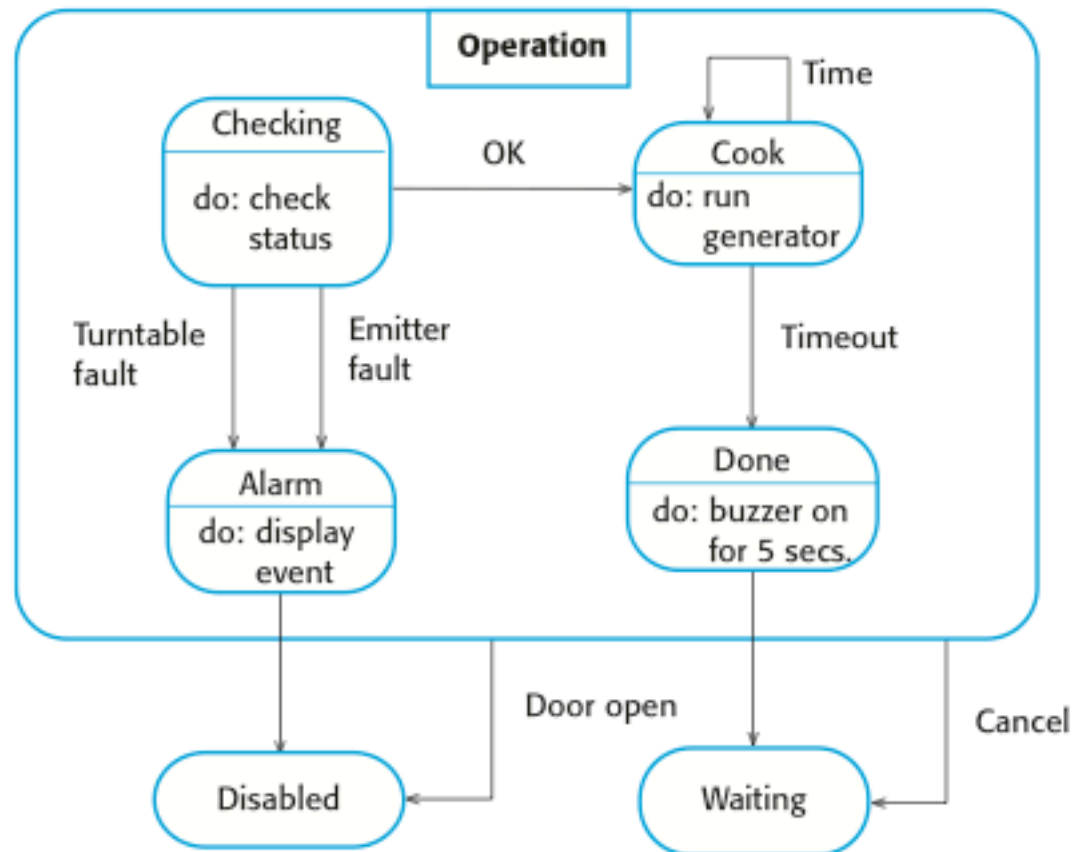 Operation
Time
Checking
OK
Cook
do: check
status
do: run
generator
Turntable
fault
Emitter
fault
Timeout
Alarm
do: display
event
Done
do: buzzer on
for 5 secs.
Door open
Cancel
Disabled
Waiting